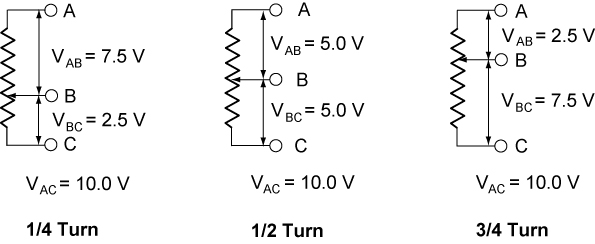 A
V_AB = 7.5 V
B
V_BC = 2.5 V
C
V_AC = 10.0 V
1/4 Turn
A
V_AB = 5.0 V
B
V_BC = 5.0 V
C
V_AC = 10.0 V
1/2 Turn
A
V_AB = 2.5 V
B
V_BC = 7.5 V
C
V_AC = 10.0 V
3/4 Turn